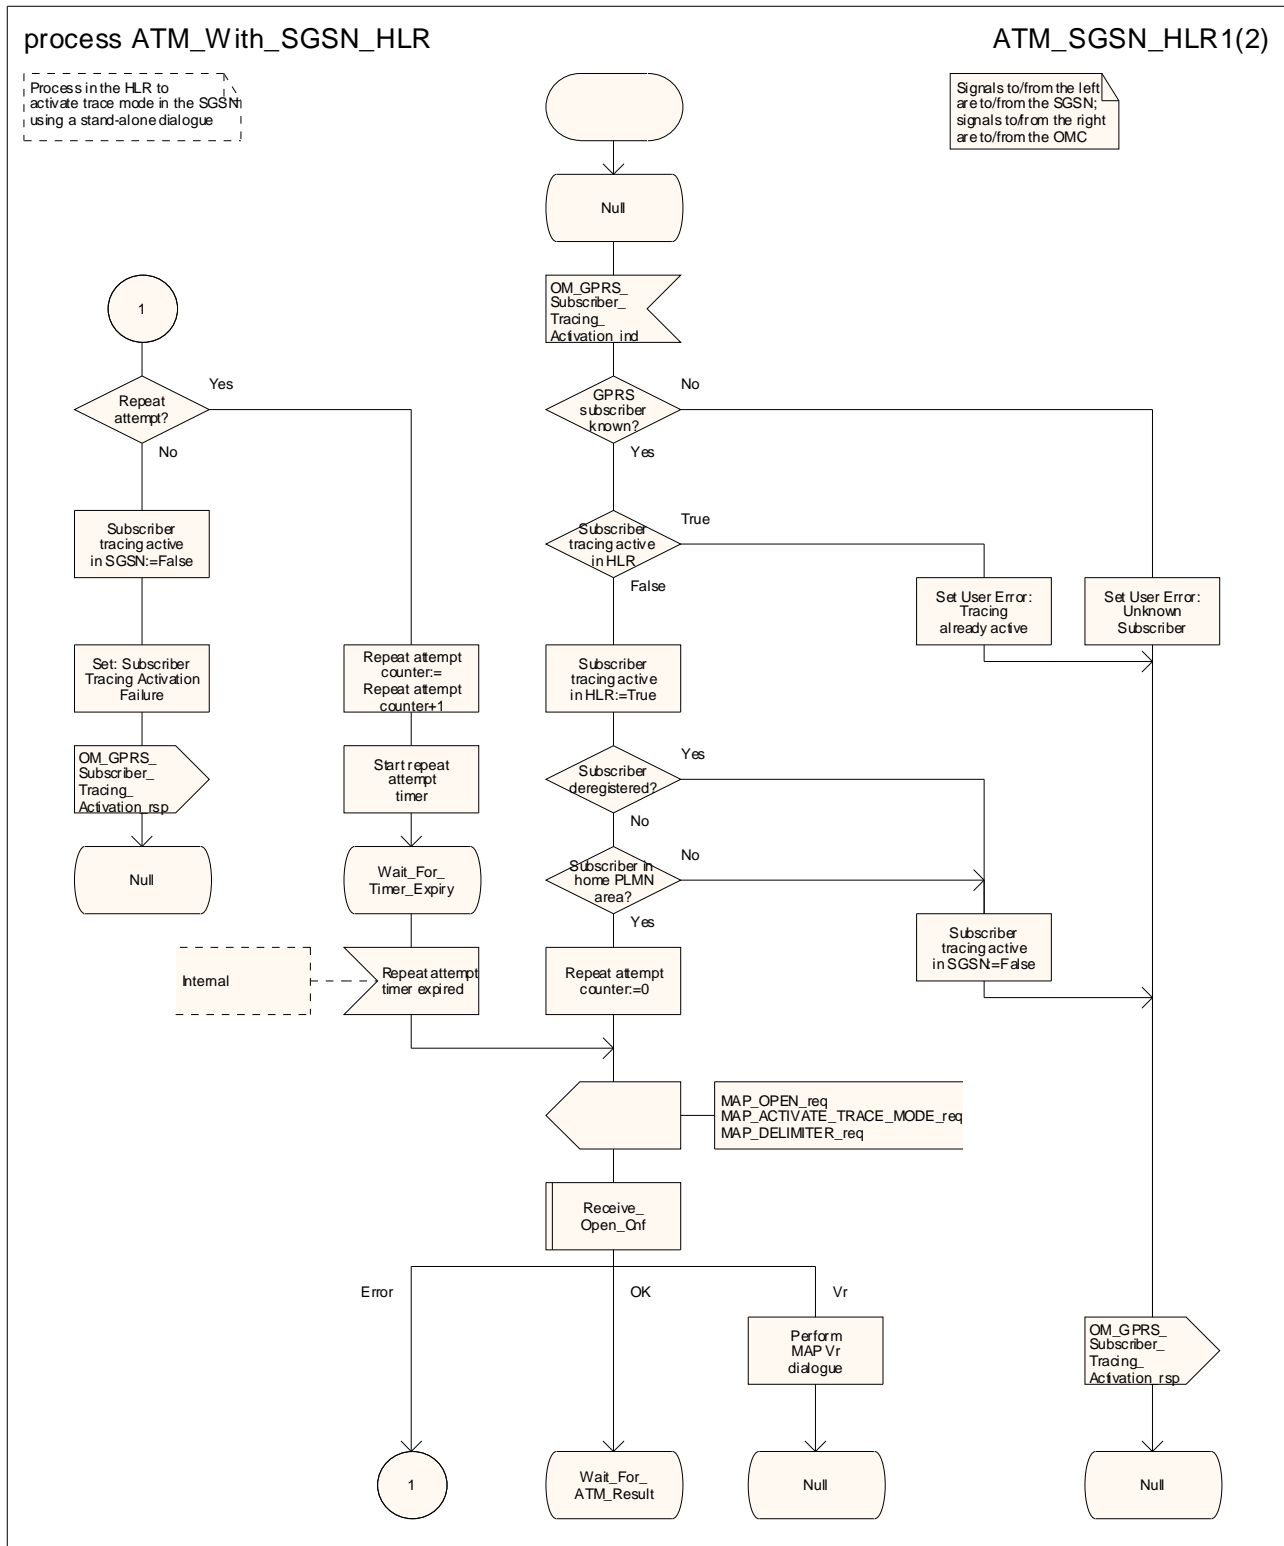 process ATM_With_SGSN_HLR
ATM_SGSN_HLR1(2)
Process in the HLR to
activate trace mode in the SGSN
using a stand-alone dialogue
Signals to/from the left
are to/from the SGSN;
signals to/from the right
are to/from the OMC
Null
OM_GPRS_
Subscriber_
Tracing_
Activation_ind
1
Repeat
attempt?
Yes
No
GPRS
subscriber
known?
No
Yes
Subscriber
tracing active
in SGSN:=False
Subscriber
tracing active
in HLR
True
False
Set User Error:
Tracing
already active
Set User Error:
Unknown
Subscriber
Set: Subscriber
Tracing Activation
Failure
Repeat attempt
counter:=
Repeat attempt
counter+1
Subscriber
tracing active
in HLR:=True
OM_GPRS_
Subscriber_
Tracing_
Activation_rsp
Start repeat
attempt
timer
Subscriber
deregistered?
Yes
No
Null
Wait_For_
Timer_Expiry
Subscriber in
home PLMN
area?
No
Yes
Subscriber
tracing active
in SGSN:=False
Internal
Repeat attempt
timer expired
Repeat attempt
counter:=0
MAP_OPEN_req
MAP_ACTIVATE_TRACE_MODE_req
MAP_DELIMITER_req
Receive_
Open_Cnf
Error
OK
Vr
Perform
MAP Vr
dialogue
OM_GPRS_
Subscriber_
Tracing_
Activation_rsp
1
Wait_For_
ATM_Result
Null
Null